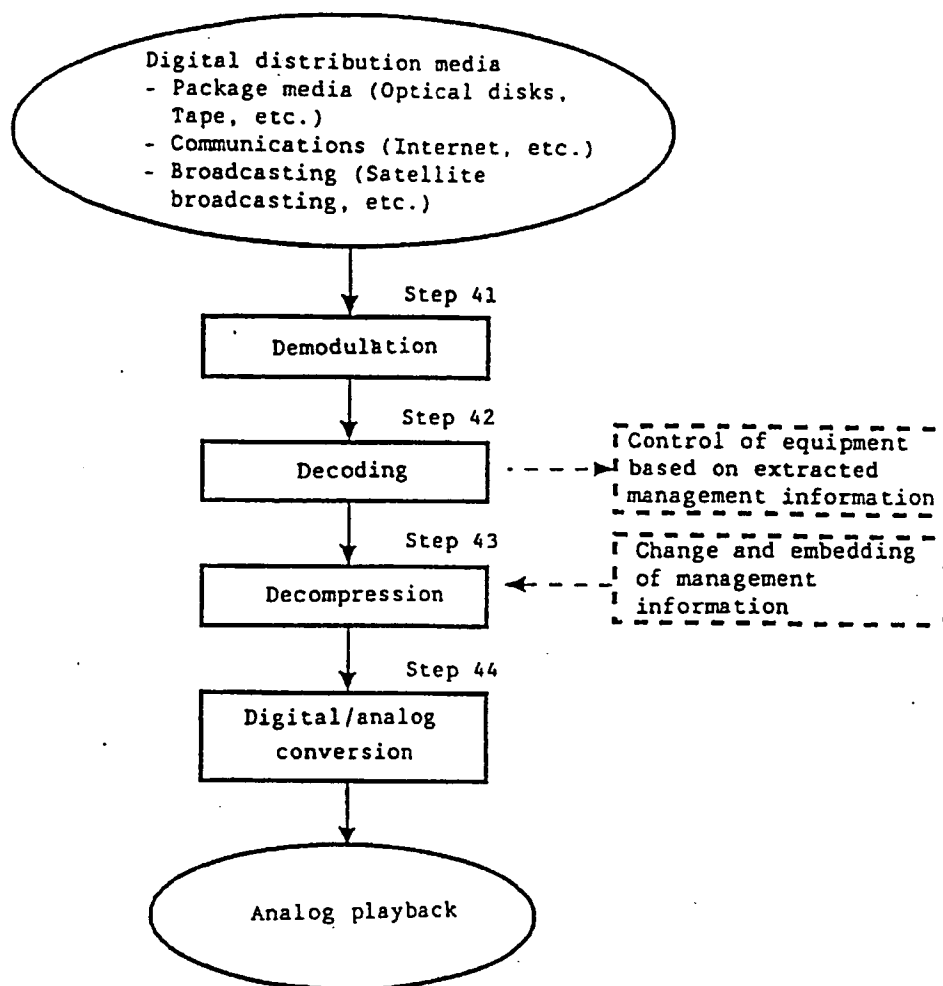 Digital distribution media
- Package media (Optical disks,
Tape, etc.)
- Communications (Internet, etc.)
- Broadcasting (Satellite
broadcasting, etc.)
Step 41
Demodulation
Step 42
Decoding
Control of equipment
based on extracted
management information
Step 43
Decompression
Change and embedding
of management
information
Step 44
Digital/analog
conversion
Analog playback